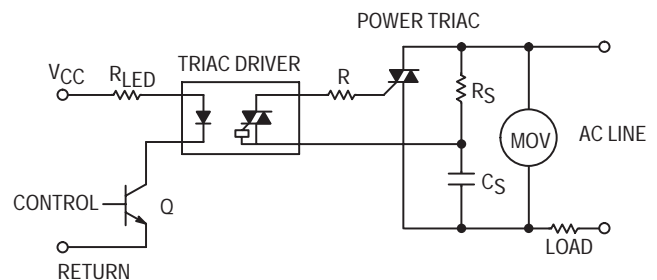 POWER TRIAC
TRIAC DRIVER
VCC
RLED
R
RS
MOV
AC LINE
CS
CONTROL
Q
LOAD
RETURN